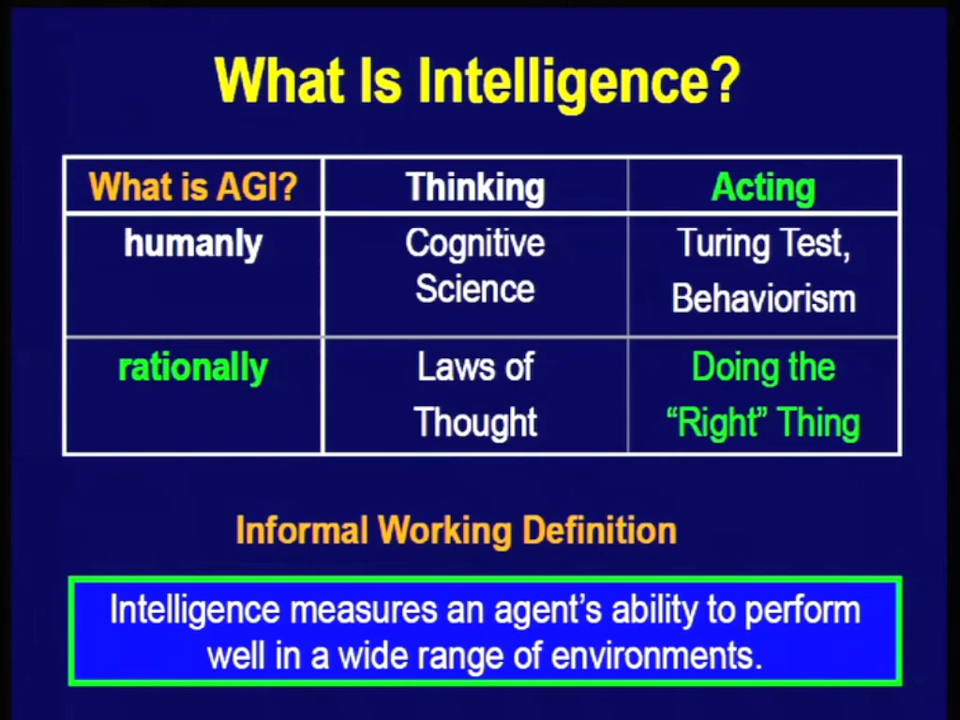 What Is Intelligence?
What is AGI? Thinking Acting
humanly Cognitive Turing Test,
Science Behaviorism
rationally Laws of Doing the
Thought “Right” Thing
Informal Working Definition
Intelligence measures an agent’s ability to perform
well in a wide range of environments.